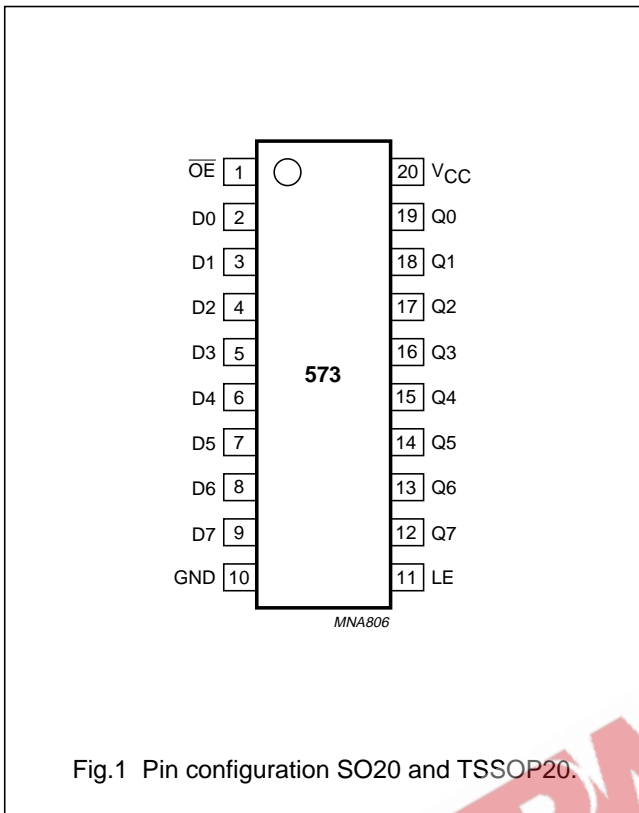 OE 1 20 VCC
D0 2 19 Q0
D1 3 18 Q1
D2 4 17 Q2
D3 5 16 Q3
573
D4 6 15 Q4
D5 7 14 Q5
D6 8 13 Q6
D7 9 12 Q7
GND 10 11 LE
MNA806
Fig.1 Pin configuration SO20 and TSSOP20.